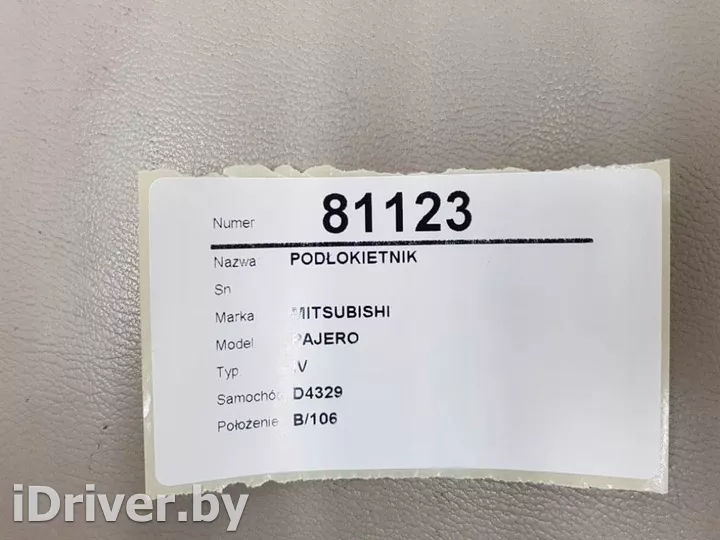 Numer 81123
Nazwa PODŁOKIETNIK
Sn
Marka MITSUBISHI
Model PAJERO
Typ IV
Samochód D4329
Położenie B/106
iDriver.by